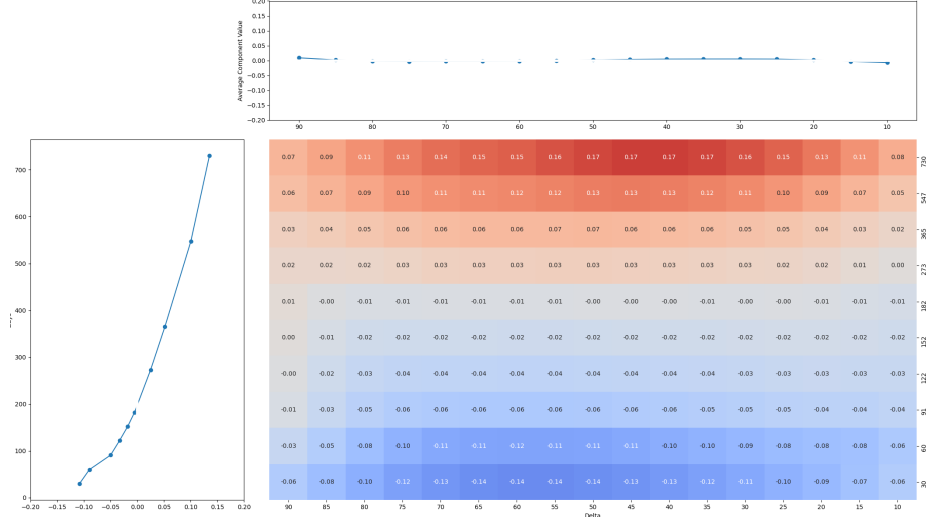 0.20
0.15
0.10
0.05
0.00
−0.05
−0.10
−0.15
−0.20
Average Component Value
90 80 70 60 50 40 30 20 10
700
600
500
400
300
200
100
0
−0.20 −0.15 −0.10 −0.05 0.00 0.05 0.10 0.15 0.20
0.07 0.09 0.11 0.13 0.14 0.15 0.15 0.16 0.17 0.17 0.17 0.17 0.16 0.15 0.13 0.11 0.08 730
0.06 0.07 0.09 0.10 0.11 0.11 0.12 0.12 0.13 0.13 0.13 0.12 0.11 0.10 0.09 0.07 0.05 547
0.03 0.04 0.05 0.06 0.06 0.06 0.06 0.07 0.07 0.06 0.06 0.06 0.05 0.05 0.04 0.03 0.02 365
0.02 0.02 0.02 0.03 0.03 0.03 0.03 0.03 0.03 0.03 0.03 0.03 0.03 0.02 0.02 0.01 0.00 273
0.01 -0.00 -0.01 -0.01 -0.01 -0.01 -0.01 -0.01 -0.00 -0.00 -0.00 -0.00 -0.01 -0.01 -0.01 -0.01 -0.01 182
0.00 -0.01 -0.02 -0.02 -0.02 -0.02 -0.02 -0.02 -0.02 -0.02 -0.02 -0.02 -0.02 -0.02 -0.02 -0.02 -0.02 152
-0.00 -0.02 -0.03 -0.04 -0.04 -0.04 -0.04 -0.04 -0.04 -0.04 -0.04 -0.04 -0.03 -0.03 -0.03 -0.03 -0.03 122
-0.01 -0.03 -0.05 -0.06 -0.06 -0.06 -0.06 -0.06 -0.06 -0.06 -0.06 -0.05 -0.05 -0.05 -0.04 -0.04 -0.04 91
-0.03 -0.05 -0.08 -0.10 -0.11 -0.11 -0.12 -0.11 -0.11 -0.11 -0.10 -0.10 -0.09 -0.08 -0.08 -0.08 -0.06 60
-0.06 -0.08 -0.10 -0.12 -0.13 -0.14 -0.14 -0.14 -0.14 -0.13 -0.13 -0.12 -0.11 -0.10 -0.09 -0.07 -0.06 30
90 85 80 75 70 65 60 55 50 45 40 35 30 25 20 15 10
Delta